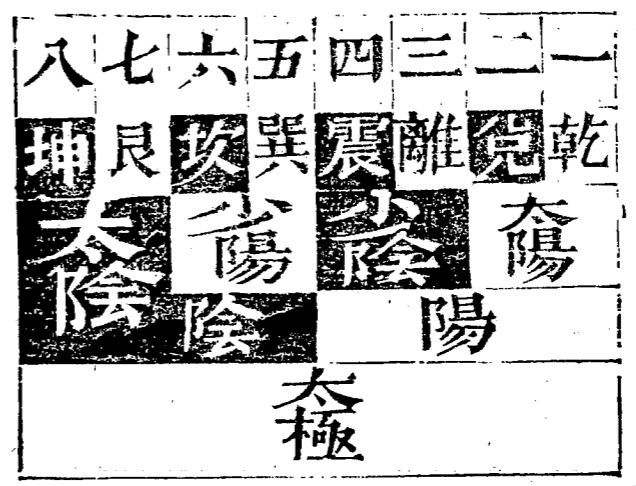 一 二 三 四 五 六 七 八
乾 兌 離 震 巽 坎 艮 坤
太陽 少陰 少陽 太陰
陽 陰
太極